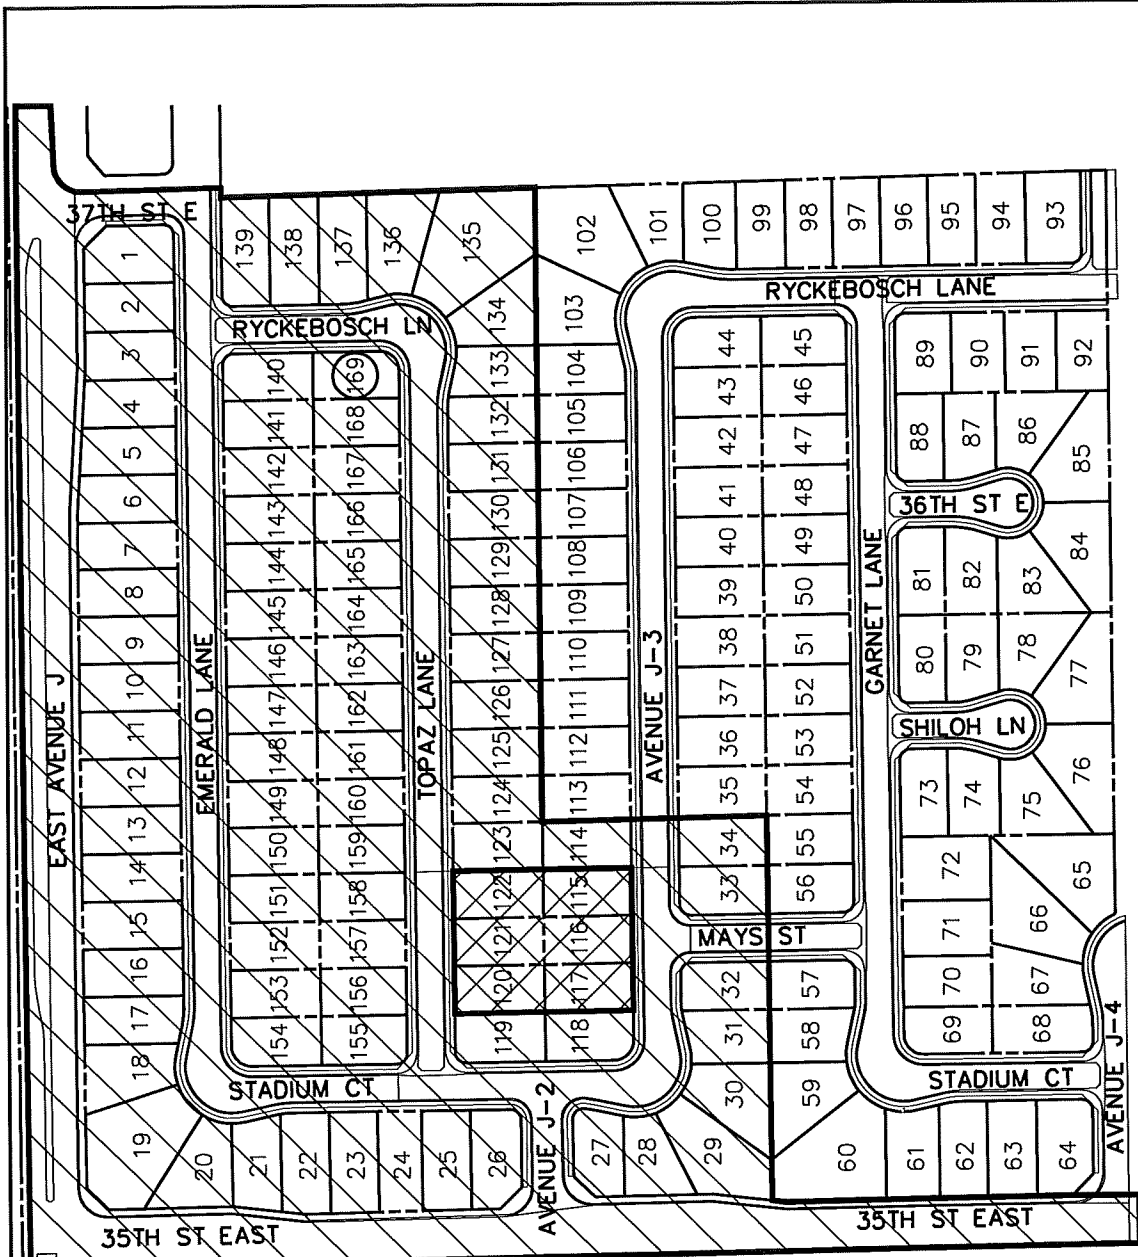 37TH ST E
139 138 137 136 135
102 101 100 99 98 97 96 95 94 93
RYCKEBOSCH LN
RYCKEBOSCH LANE
1
2
3
4
5
6
7
8
9
10
11
12
13
14
15
16
17
18
19
EAST AVENUE J
EMERALD LANE
140 169
141 168
142 167
143 166
144 165
145 164
146 163
147 162
148 161
149 160
150 159
151 158
152 157
153 156
154 155
TOPAZ LANE
134 103
133 104
132 105
131 106
130 107
129 108
128 109
127 110
126 111
125 112
124 113
123 114
122 115
121 116
120 117
119 118
AVENUE J-3
44 45
43 46
42 47
41 48
40 49
39 50
38 51
37 52
36 53
35 54
34 55
33 56
MAYS ST
32 57
31 58
30 59
GARNET LANE
89 90 91 92
88 87 86 85
36TH ST E
81 82 83 84
80 79 78 77
SHILOH LN
73 74 75 76
72 65
71 66
70 67
69 68
STADIUM CT
STADIUM CT
AVENUE J-4
20 21 22 23 24 25 26
AVENUE J-2
27 28 29
60 61 62 63 64
35TH ST EAST
35TH ST EAST